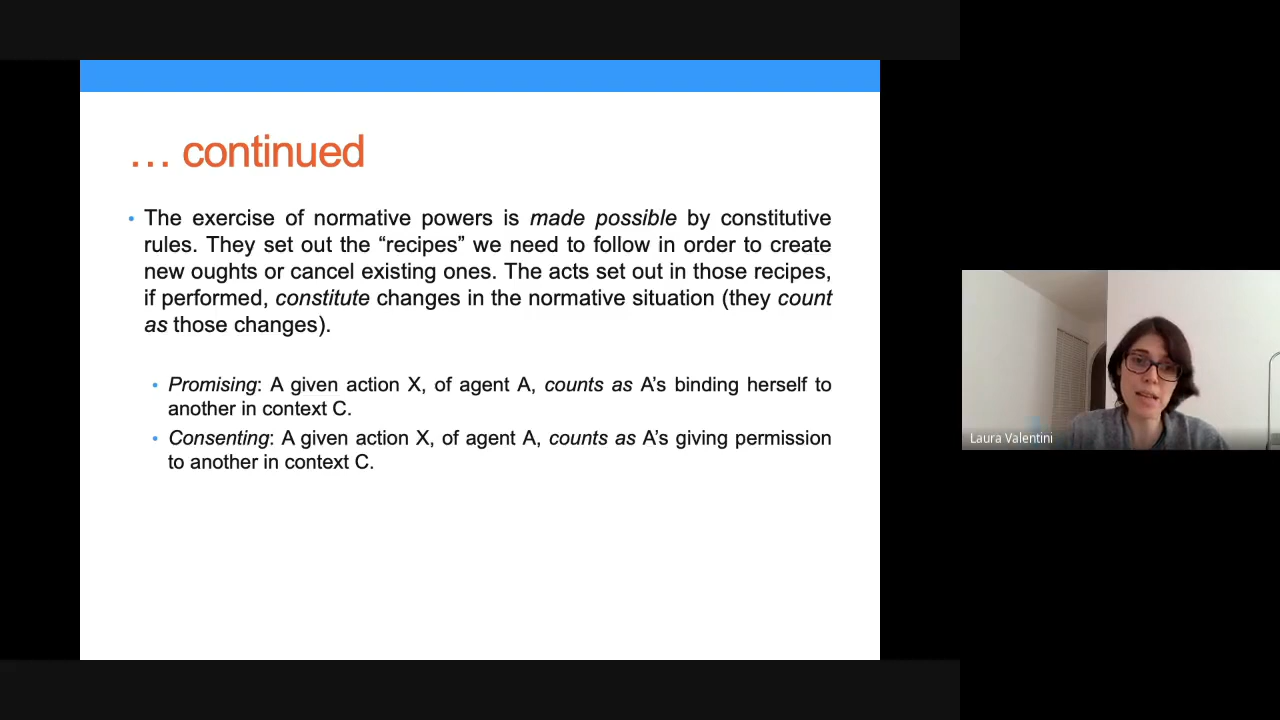 … continued
• The exercise of normative powers is made possible by constitutive
rules. They set out the “recipes” we need to follow in order to create
new oughts or cancel existing ones. The acts set out in those recipes,
if performed, constitute changes in the normative situation (they count
as those changes).
• Promising: A given action X, of agent A, counts as A’s binding herself to
another in context C.
• Consenting: A given action X, of agent A, counts as A’s giving permission
to another in context C.
Laura Valentini